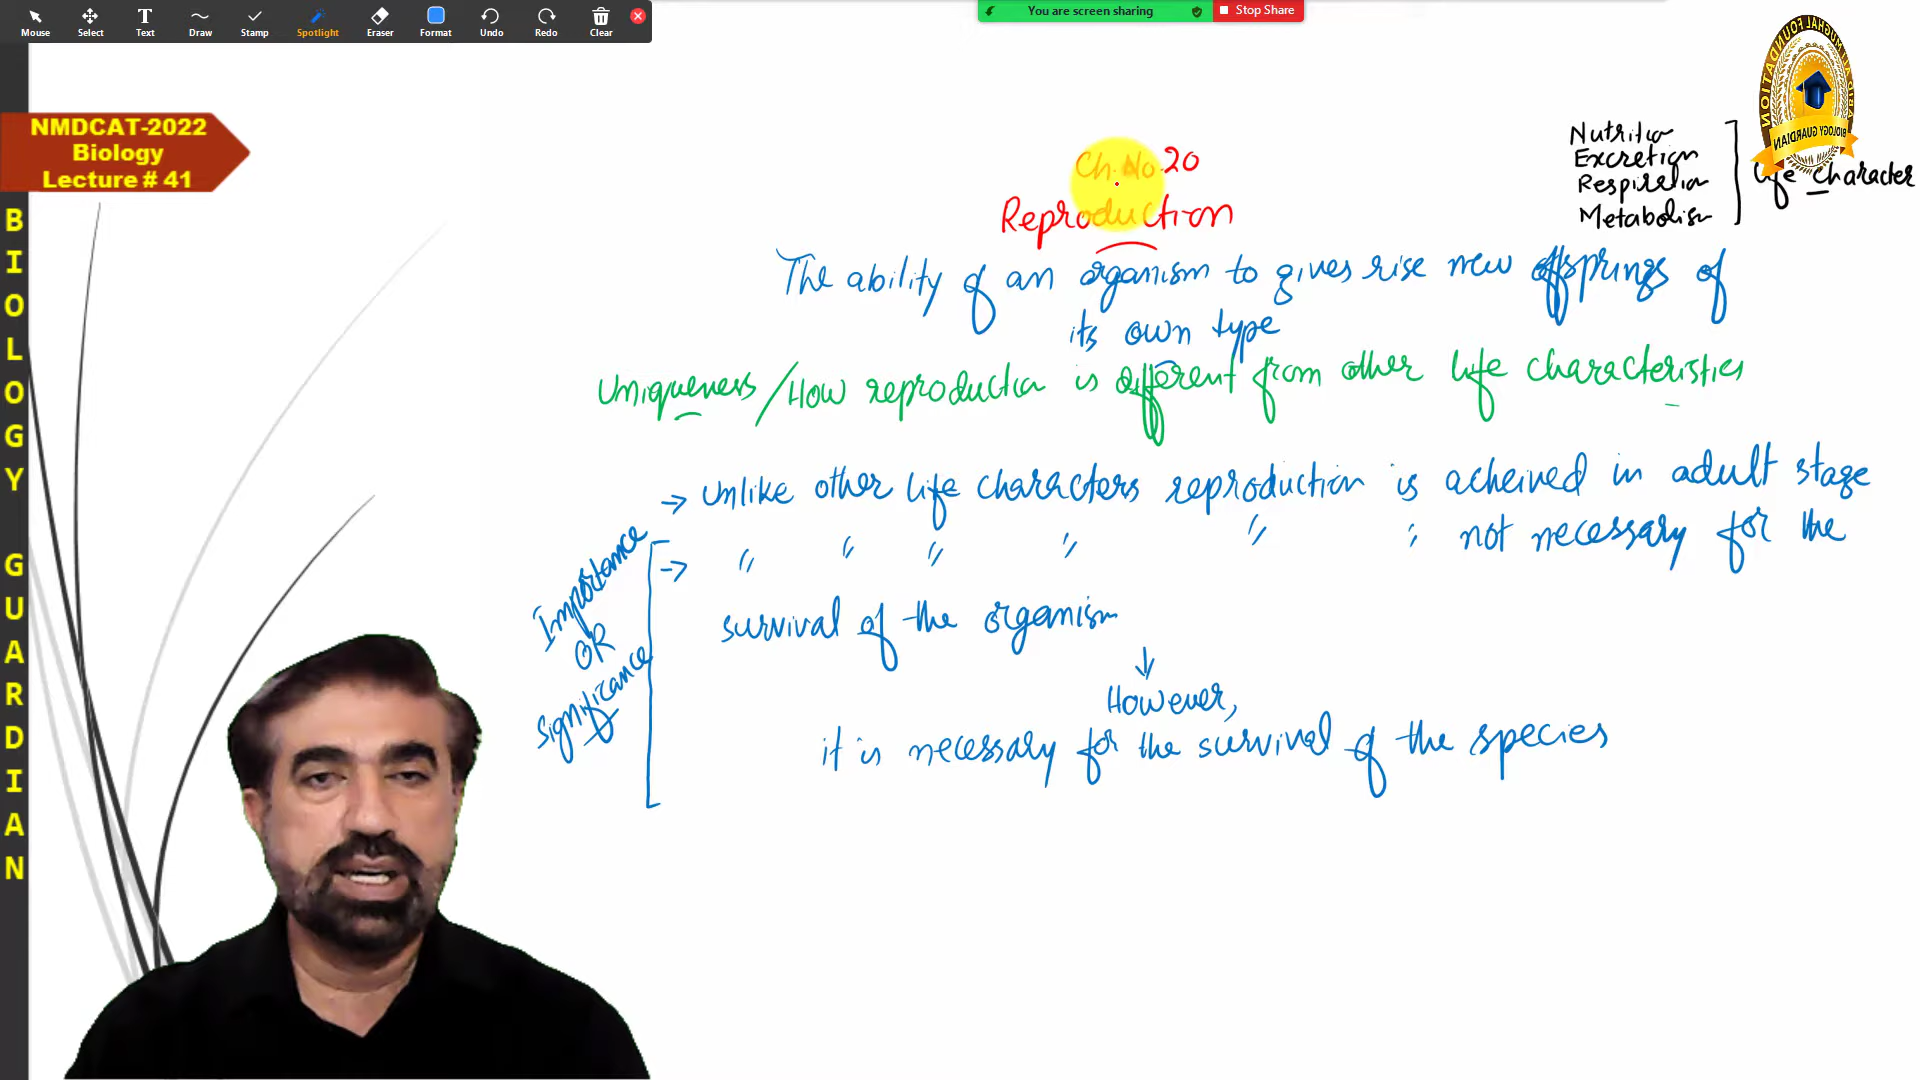 Mouse Select Text Draw Stamp Spotlight Eraser Format Undo Redo Clear
You are screen sharing Stop Share
NMDCAT-2022
Biology
Lecture # 41
BIOLOGY GUARDIAN
BIOLOGY GUARDIAN
Ch.No.20
Reproduction
Nutrition
Excretion
Respiration
Metabolism
life Character
The ability of an organism to gives rise new offsprings of
its own type
Uniqueness/How reproduction is different from other life characteristics
→ Unlike other life characters reproduction is acheived in adult stage
→ " " " " " " not necessary for the
survival of the organism
↓
However,
it is necessary for the survival of the species
Importance
OR
Significance